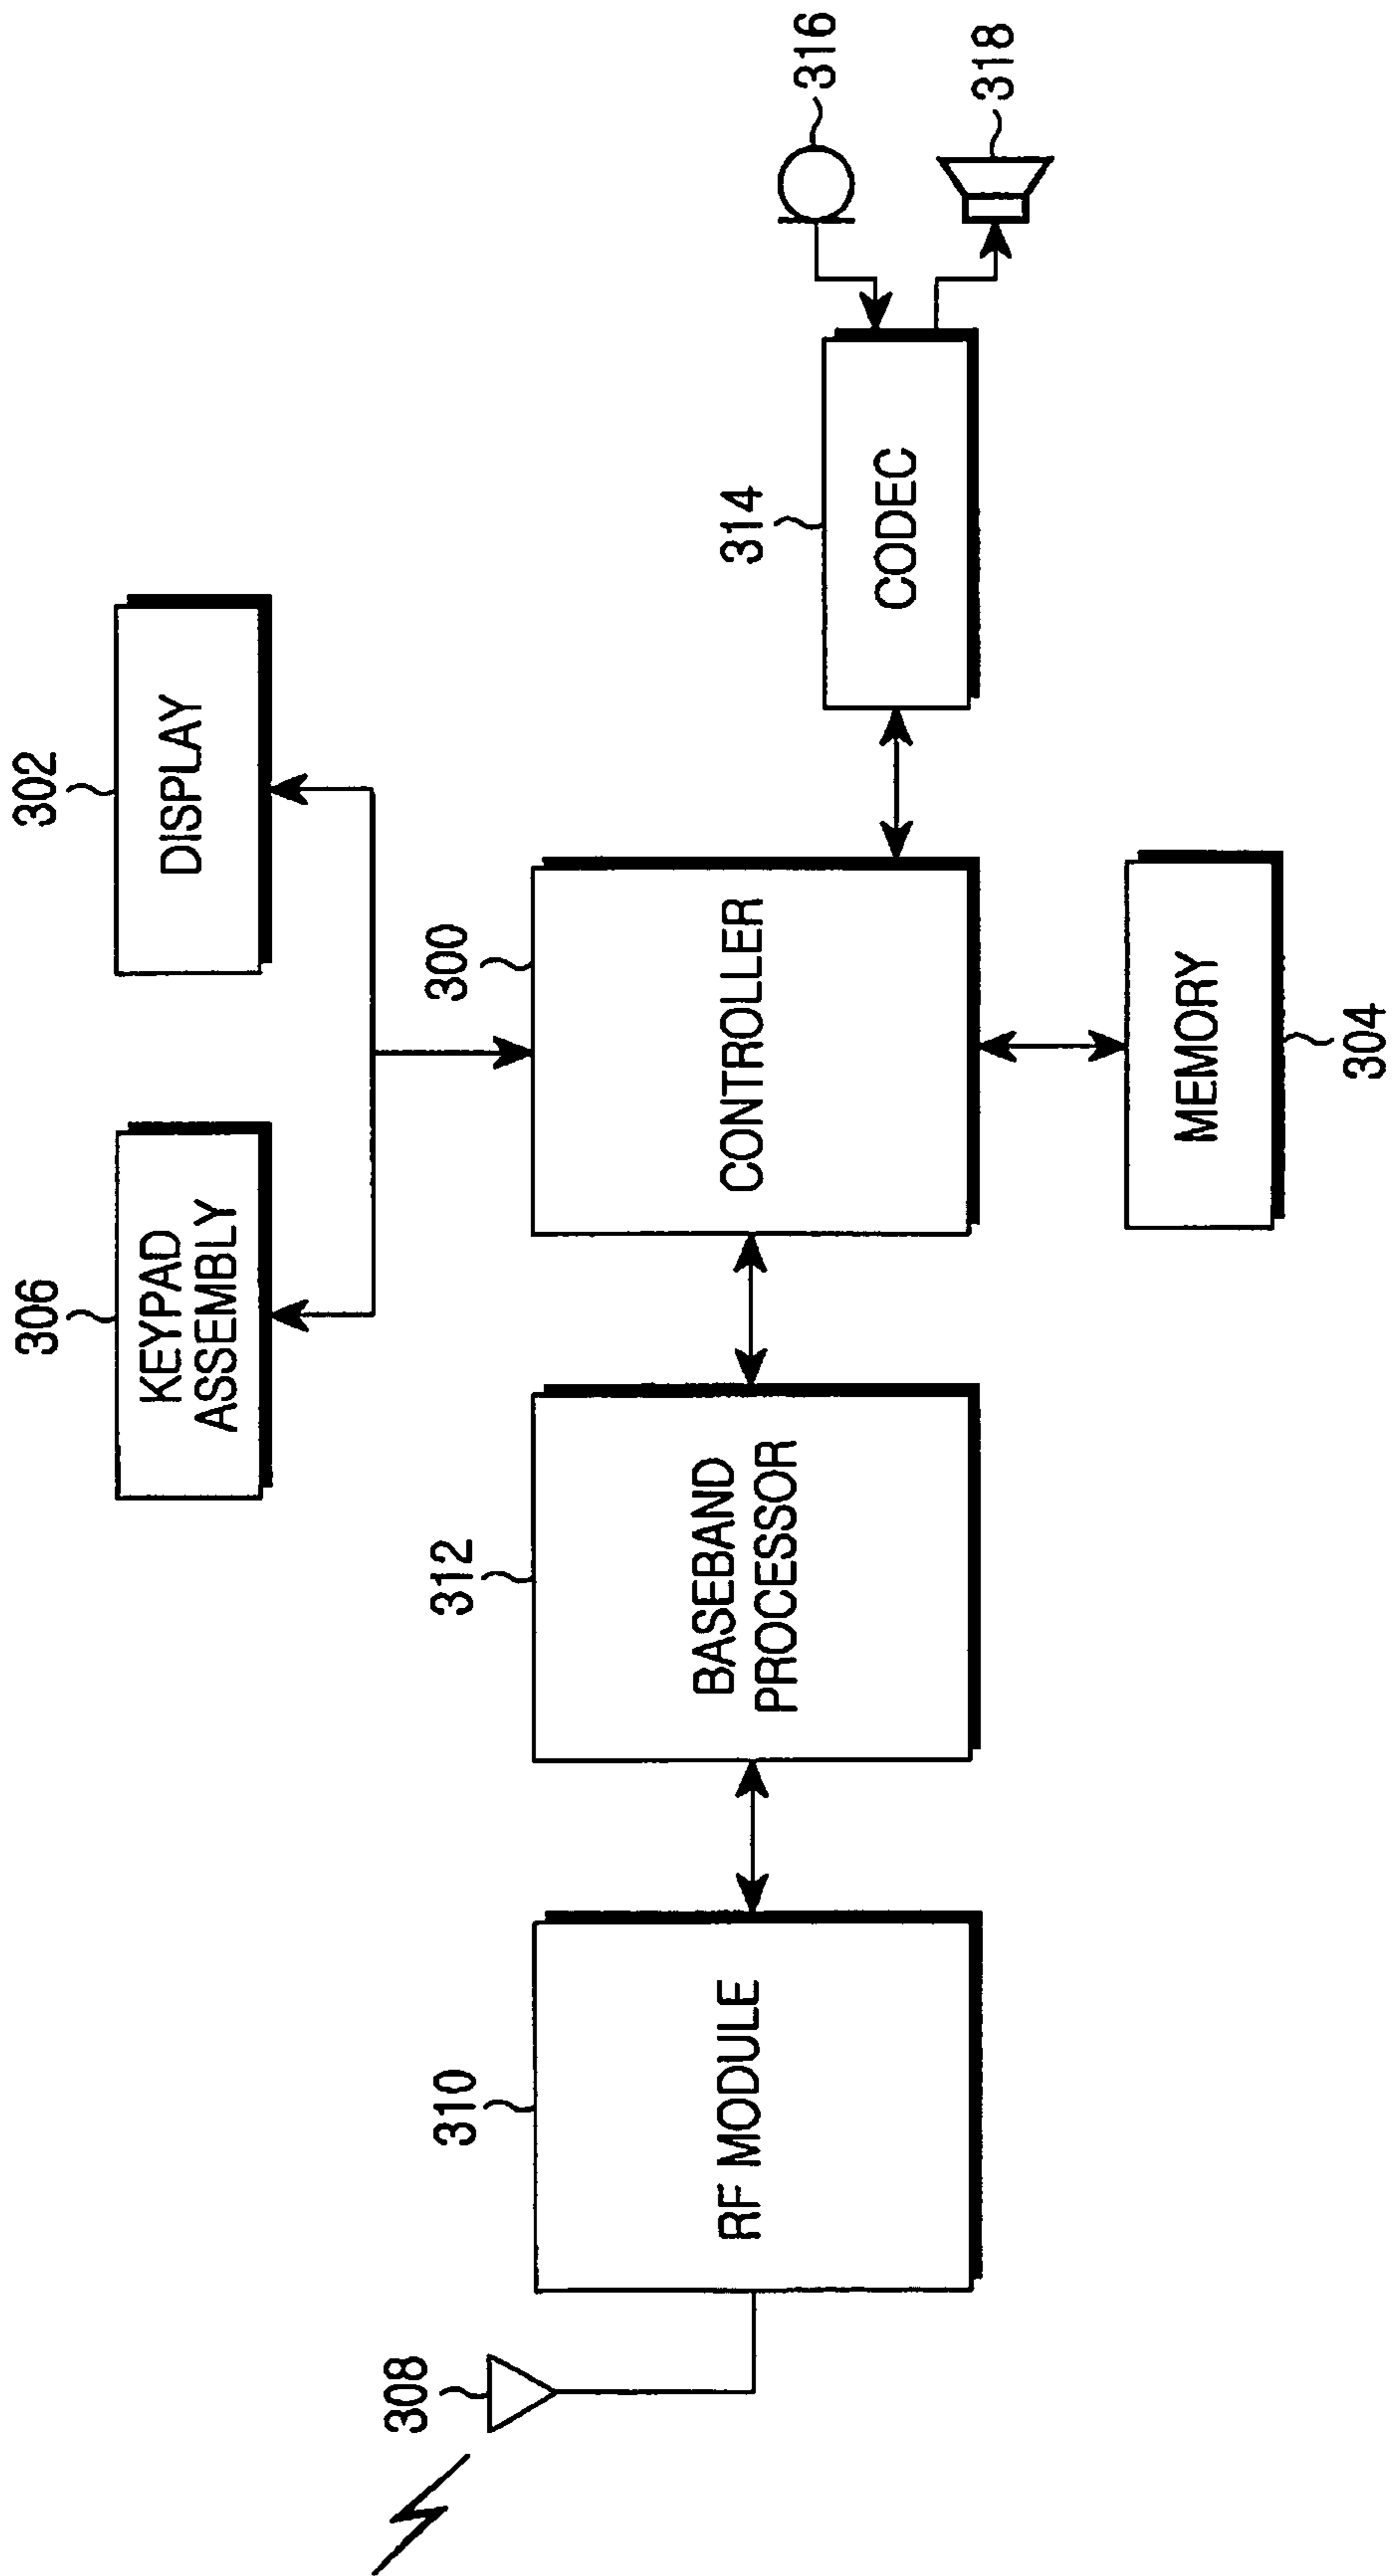 306
KEYPAD
ASSEMBLY
302
DISPLAY
308
310
RF MODULE
312
BASEBAND
PROCESSOR
300
CONTROLLER
314
CODEC
316
318
MEMORY
304